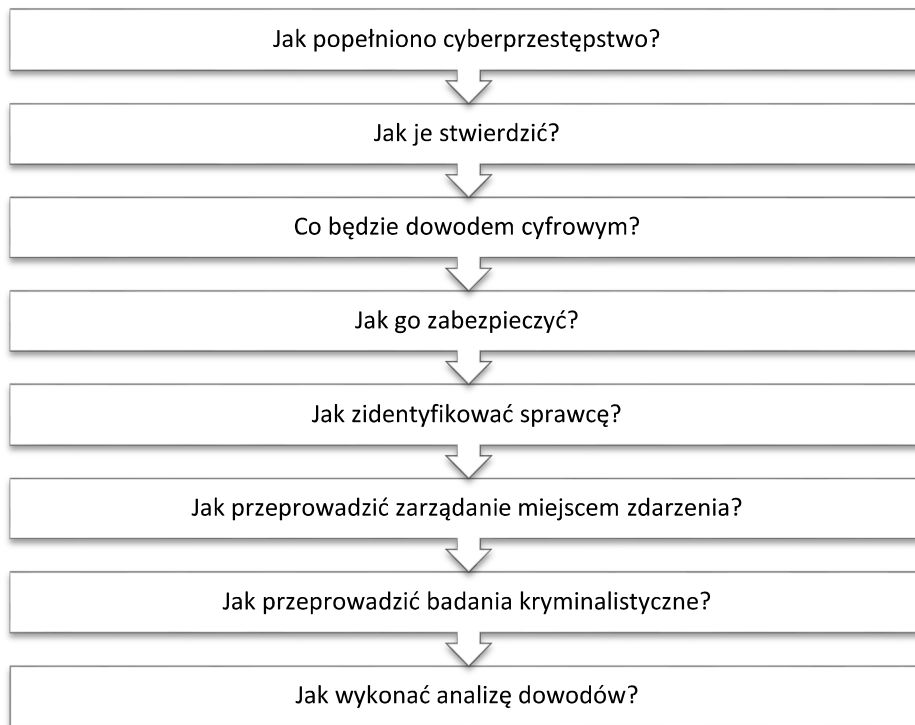 Jak popełniono cyberprzestępstwo?
Jak je stwierdzić?
Co będzie dowodem cyfrowym?
Jak go zabezpieczyć?
Jak zidentyfikować sprawcę?
Jak przeprowadzić zarządanie miejscem zdarzenia?
Jak przeprowadzić badania kryminalistyczne?
Jak wykonać analizę dowodów?